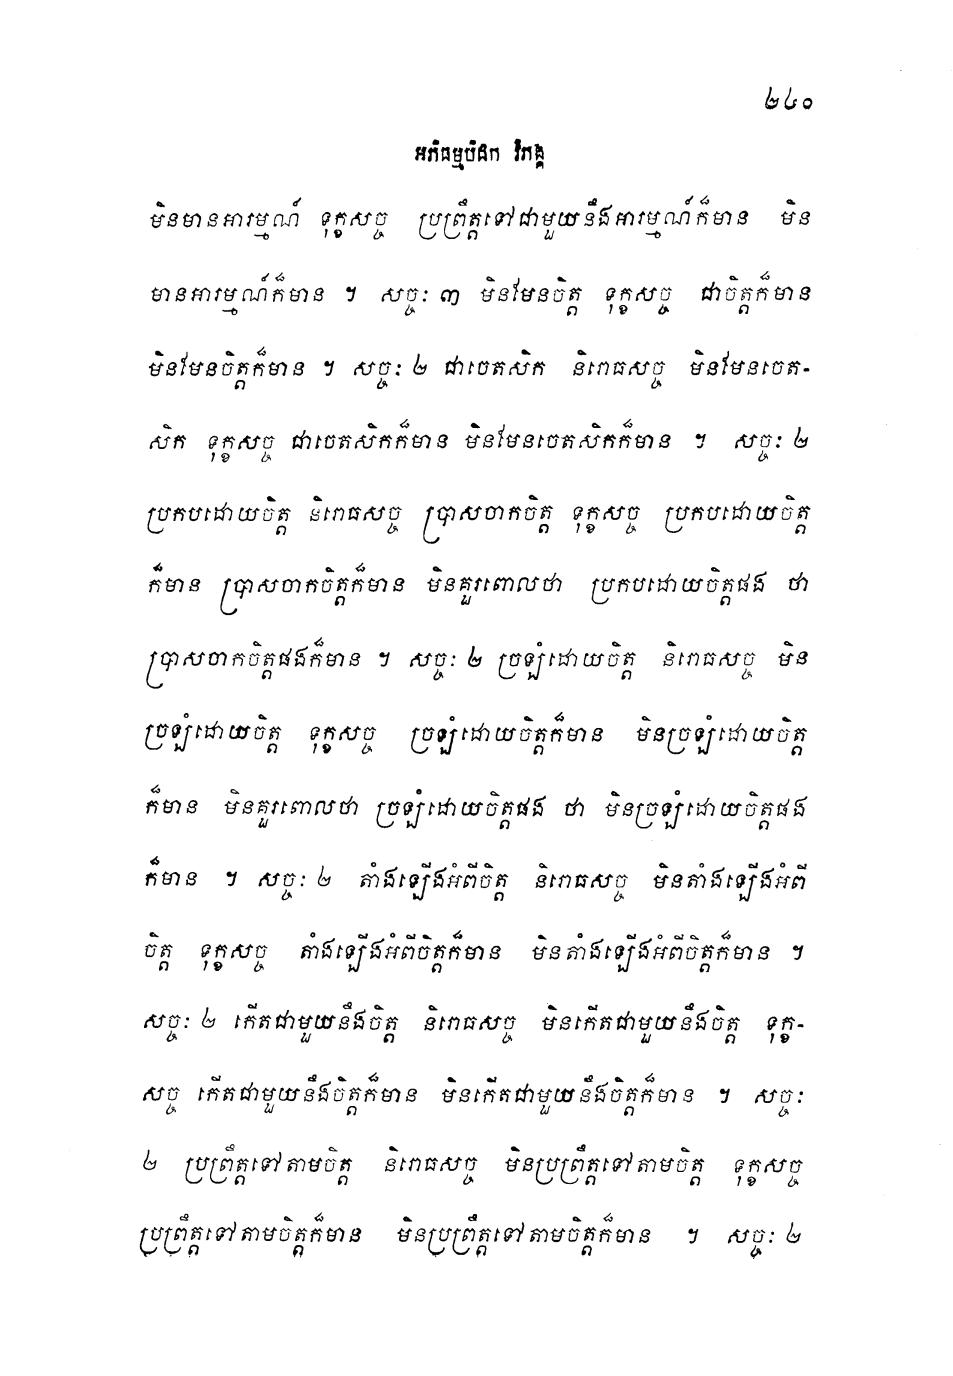 ២៤០
អភិធម្មបិដក វិភង្គ
មិនមានអារម្មណ៍ ទុក្ខសច្ច ប្រព្រឹត្តទៅជាមួយនឹងអារម្មណ៍ក៏មាន មិន
មានអារម្មណ៍ក៏មាន ។ សច្ចៈ ៣ មិនមែនចិត្ត ទុក្ខសច្ច ជាចិត្តក៏មាន
មិនមែនចិត្តក៏មាន ។ សច្ចៈ ២ ជាចេតសិក និរោធសច្ច មិនមែនចេត-
សិក ទុក្ខសច្ច ជាចេតសិកក៏មាន មិនមែនចេតសិកក៏មាន ។ សច្ចៈ ២
ប្រកបដោយចិត្ត និរោធសច្ច ប្រាសចាកចិត្ត ទុក្ខសច្ច ប្រកបដោយចិត្ត
ក៏មាន ប្រាសចាកចិត្តក៏មាន មិនគួរពោលថា ប្រកបដោយចិត្តផង ថា
ប្រាសចាកចិត្តផងក៏មាន ។ សច្ចៈ ២ ច្រឡំដោយចិត្ត និរោធសច្ច មិន
ច្រឡំដោយចិត្ត ទុក្ខសច្ច ច្រឡំដោយចិត្តក៏មាន មិនច្រឡំដោយចិត្ត
ក៏មាន មិនគួរពោលថា ច្រឡំដោយចិត្តផង ថា មិនច្រឡំដោយចិត្តផង
ក៏មាន ។ សច្ចៈ ២ តាំងឡើងអំពីចិត្ត និរោធសច្ច មិនតាំងឡើងអំពី
ចិត្ត ទុក្ខសច្ច តាំងឡើងអំពីចិត្តក៏មាន មិនតាំងឡើងអំពីចិត្តក៏មាន ។
សច្ចៈ ២ កើតជាមួយនឹងចិត្ត និរោធសច្ច មិនកើតជាមួយនឹងចិត្ត ទុក្ខ-
សច្ច កើតជាមួយនឹងចិត្តក៏មាន មិនកើតជាមួយនឹងចិត្តក៏មាន ។ សច្ចៈ
២ ប្រព្រឹត្តទៅតាមចិត្ត និរោធសច្ច មិនប្រព្រឹត្តទៅតាមចិត្ត ទុក្ខសច្ច
ប្រព្រឹត្តទៅតាមចិត្តក៏មាន មិនប្រព្រឹត្តទៅតាមចិត្តក៏មាន ។ សច្ចៈ ២